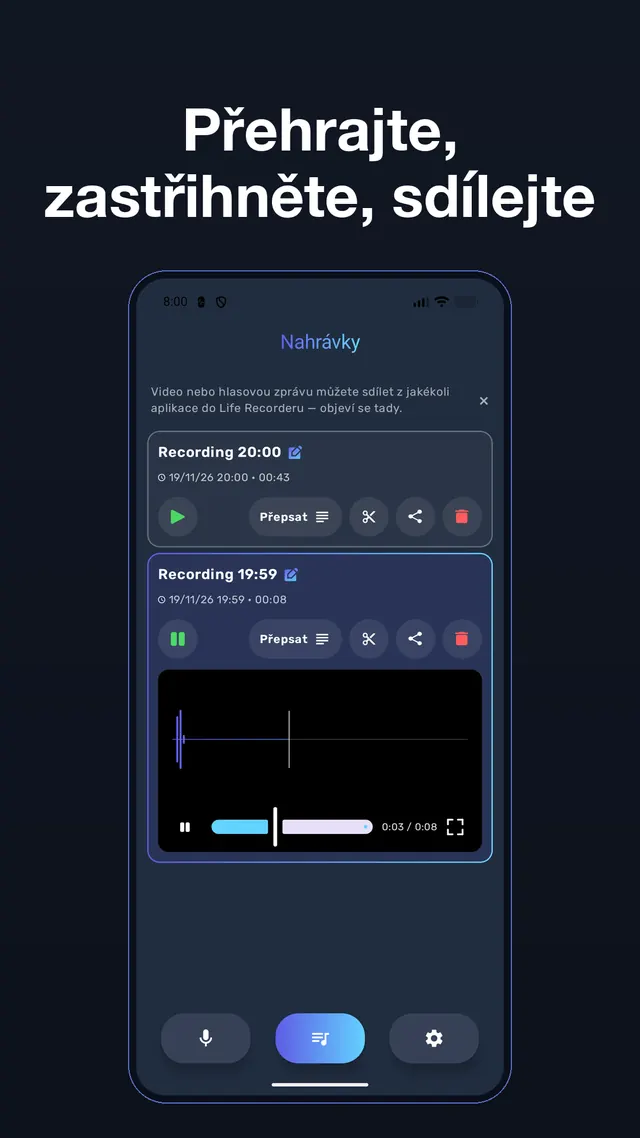 Přehrajte,
zastřihněte, sdílejte
8:00
Nahrávky
Video nebo hlasovou zprávu můžete sdílet z jakékoli
aplikace do Life Recorderu — objeví se tady.
Recording 20:00
19/11/26 20:00 • 00:43
Přepsat
Recording 19:59
19/11/26 19:59 • 00:08
Přepsat
0:03 / 0:08